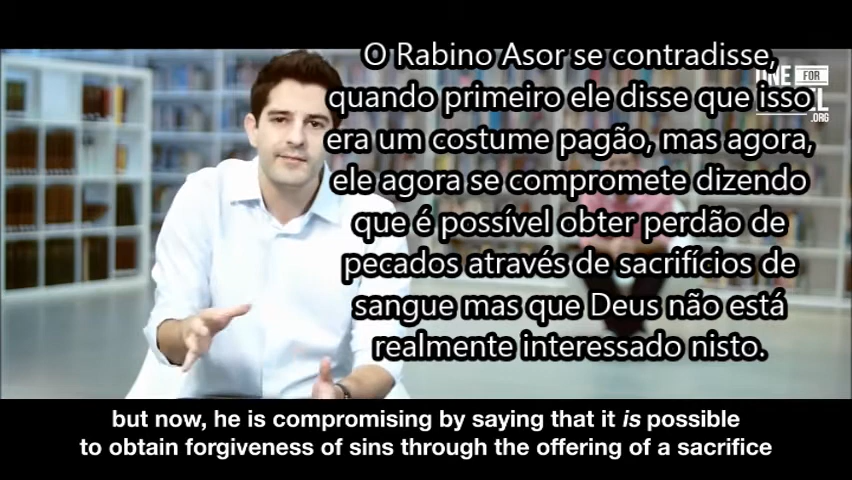 O Rabino Asor se contradisse,
quando primeiro ele disse que isso
era um costume pagão, mas agora,
ele agora se compromete dizendo
que é possível obter perdão de
pecados através de sacrifícios de
sangue mas que Deus não está
realmente interessado nisto.
FOR
.ORG
but now, he is compromising by saying that it is possible
to obtain forgiveness of sins through the offering of a sacrifice